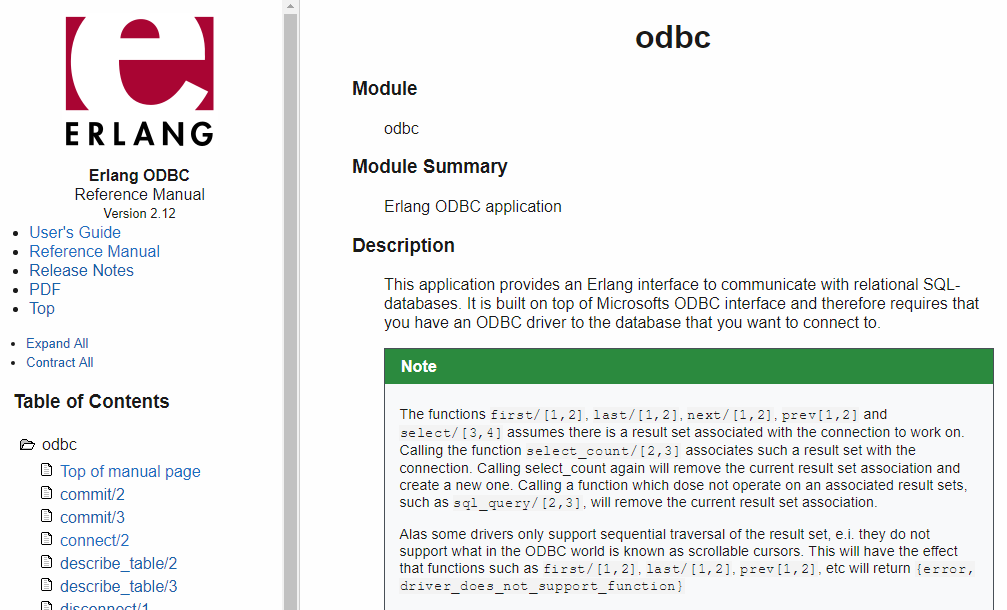 ERLANG
Erlang ODBC
Reference Manual
Version 2.12
User's Guide
Reference Manual
Release Notes
PDF
Top
Expand All
Contract All
Table of Contents
odbc
Top of manual page
commit/2
commit/3
connect/2
describe_table/2
describe_table/3
disconnect/1
odbc
Module
odbc
Module Summary
Erlang ODBC application
Description
This application provides an Erlang interface to communicate with relational SQL-
databases. It is built on top of Microsofts ODBC interface and therefore requires that
you have an ODBC driver to the database that you want to connect to.
Note
The functions first/[1,2], last/[1,2], next/[1,2], prev[1,2] and
select/[3,4] assumes there is a result set associated with the connection to work on.
Calling the function select_count/[2,3] associates such a result set with the
connection. Calling select_count again will remove the current result set association and
create a new one. Calling a function which dose not operate on an associated result sets,
such as sql_query/[2,3], will remove the current result set association.
Alas some drivers only support sequential traversal of the result set, e.i. they do not
support what in the ODBC world is known as scrollable cursors. This will have the effect
that functions such as first/[1,2], last/[1,2], prev[1,2], etc will return {error,
driver_does_not_support_function}